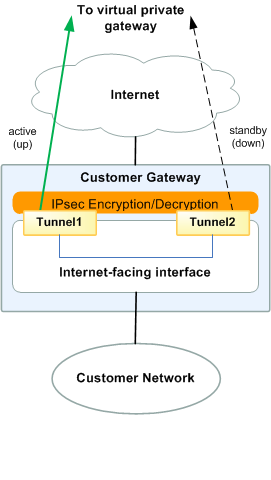 To virtual private
gateway
Internet
active
(up)
standby
(down)
Customer Gateway
IPsec Encryption/Decryption
Tunnel1
Tunnel2
Internet-facing interface
Customer Network